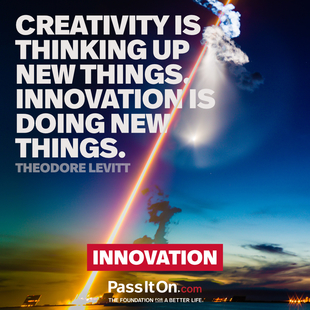 CREATIVITY IS
THINKING UP
NEW THINGS.
INNOVATION IS
DOING NEW
THINGS.
THEODORE LEVITT
INNOVATION
PassItOn.com
THE FOUNDATION FOR A BETTER LIFE.